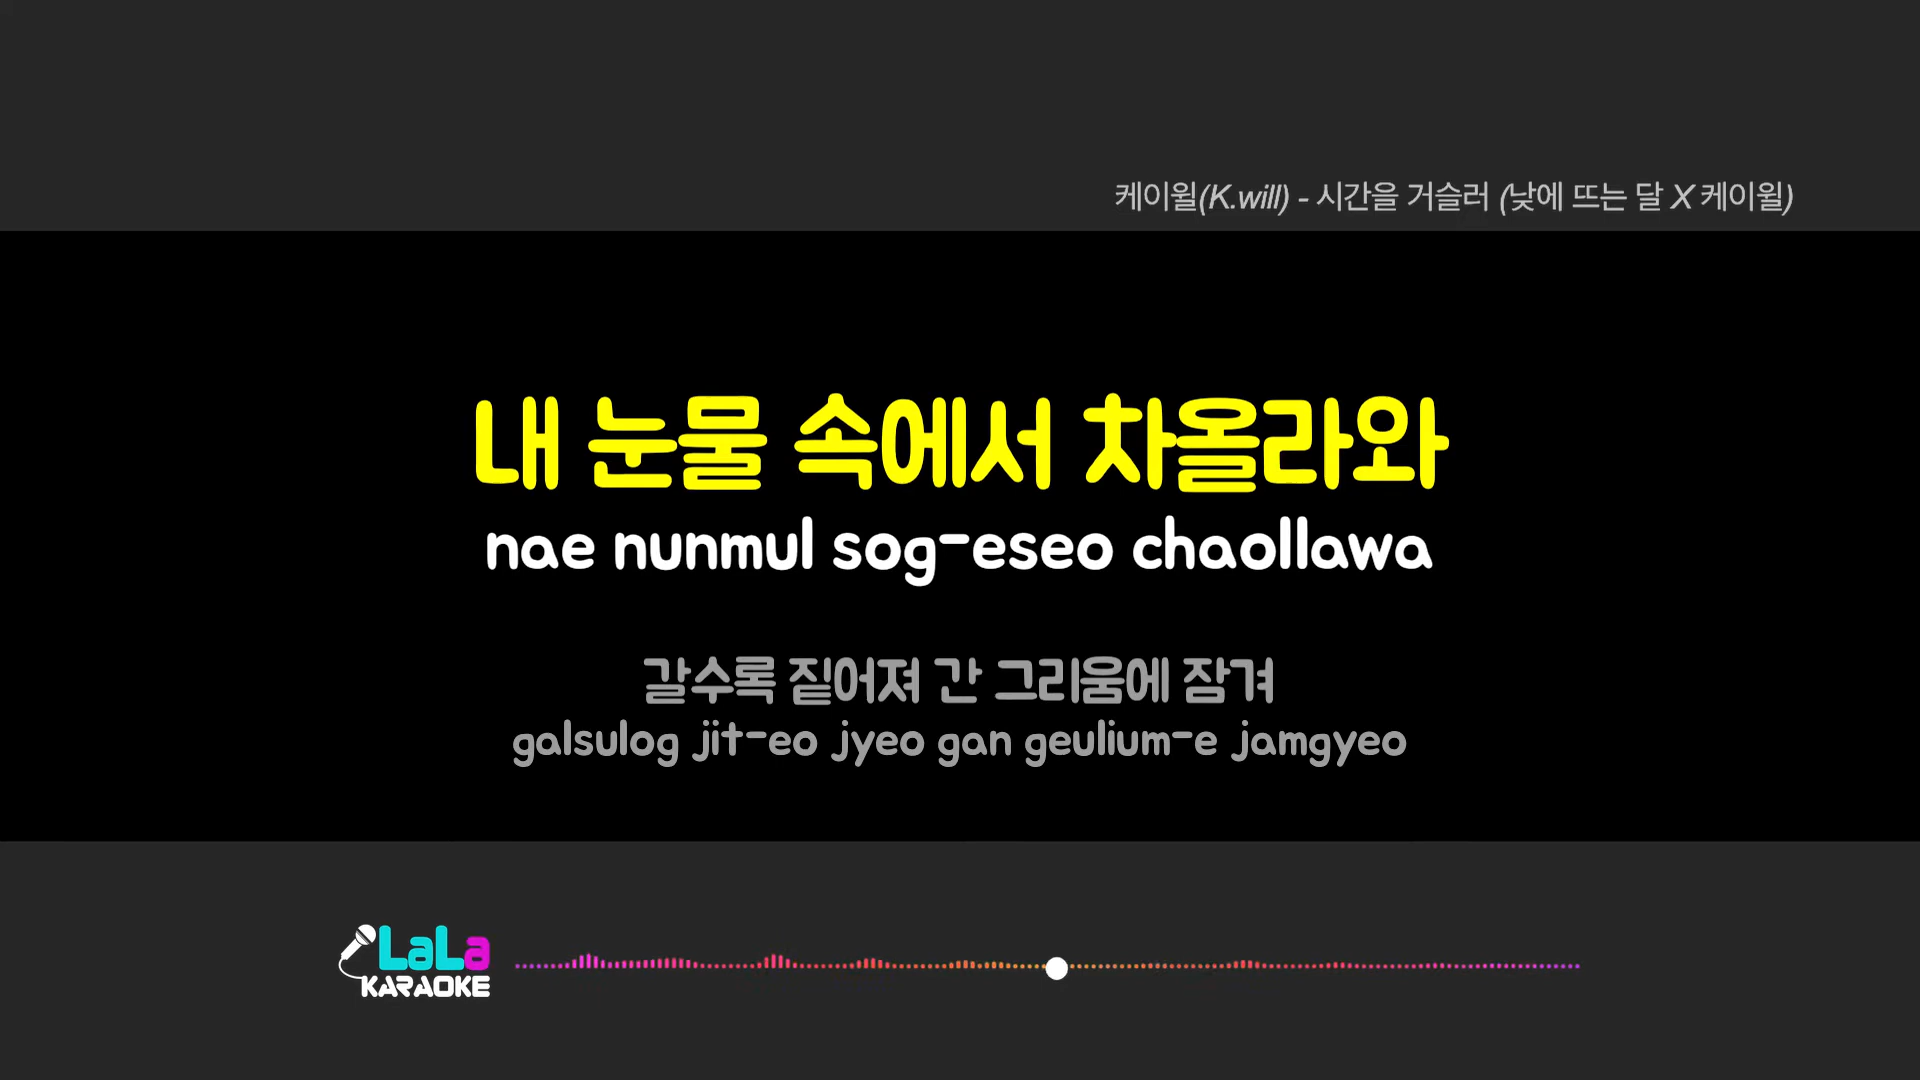 케이윌(K.will) - 시간을 거슬러 (낮에 뜨는 달 X 케이윌)
내 눈물 속에서 차올라와
nae nunmul sog-eseo chaollawa
갈수록 짙어져 간 그리움에 잠겨
galsulog jit-eo jyeo gan geulium-e jamgyeo
LaLa
KARAOKE